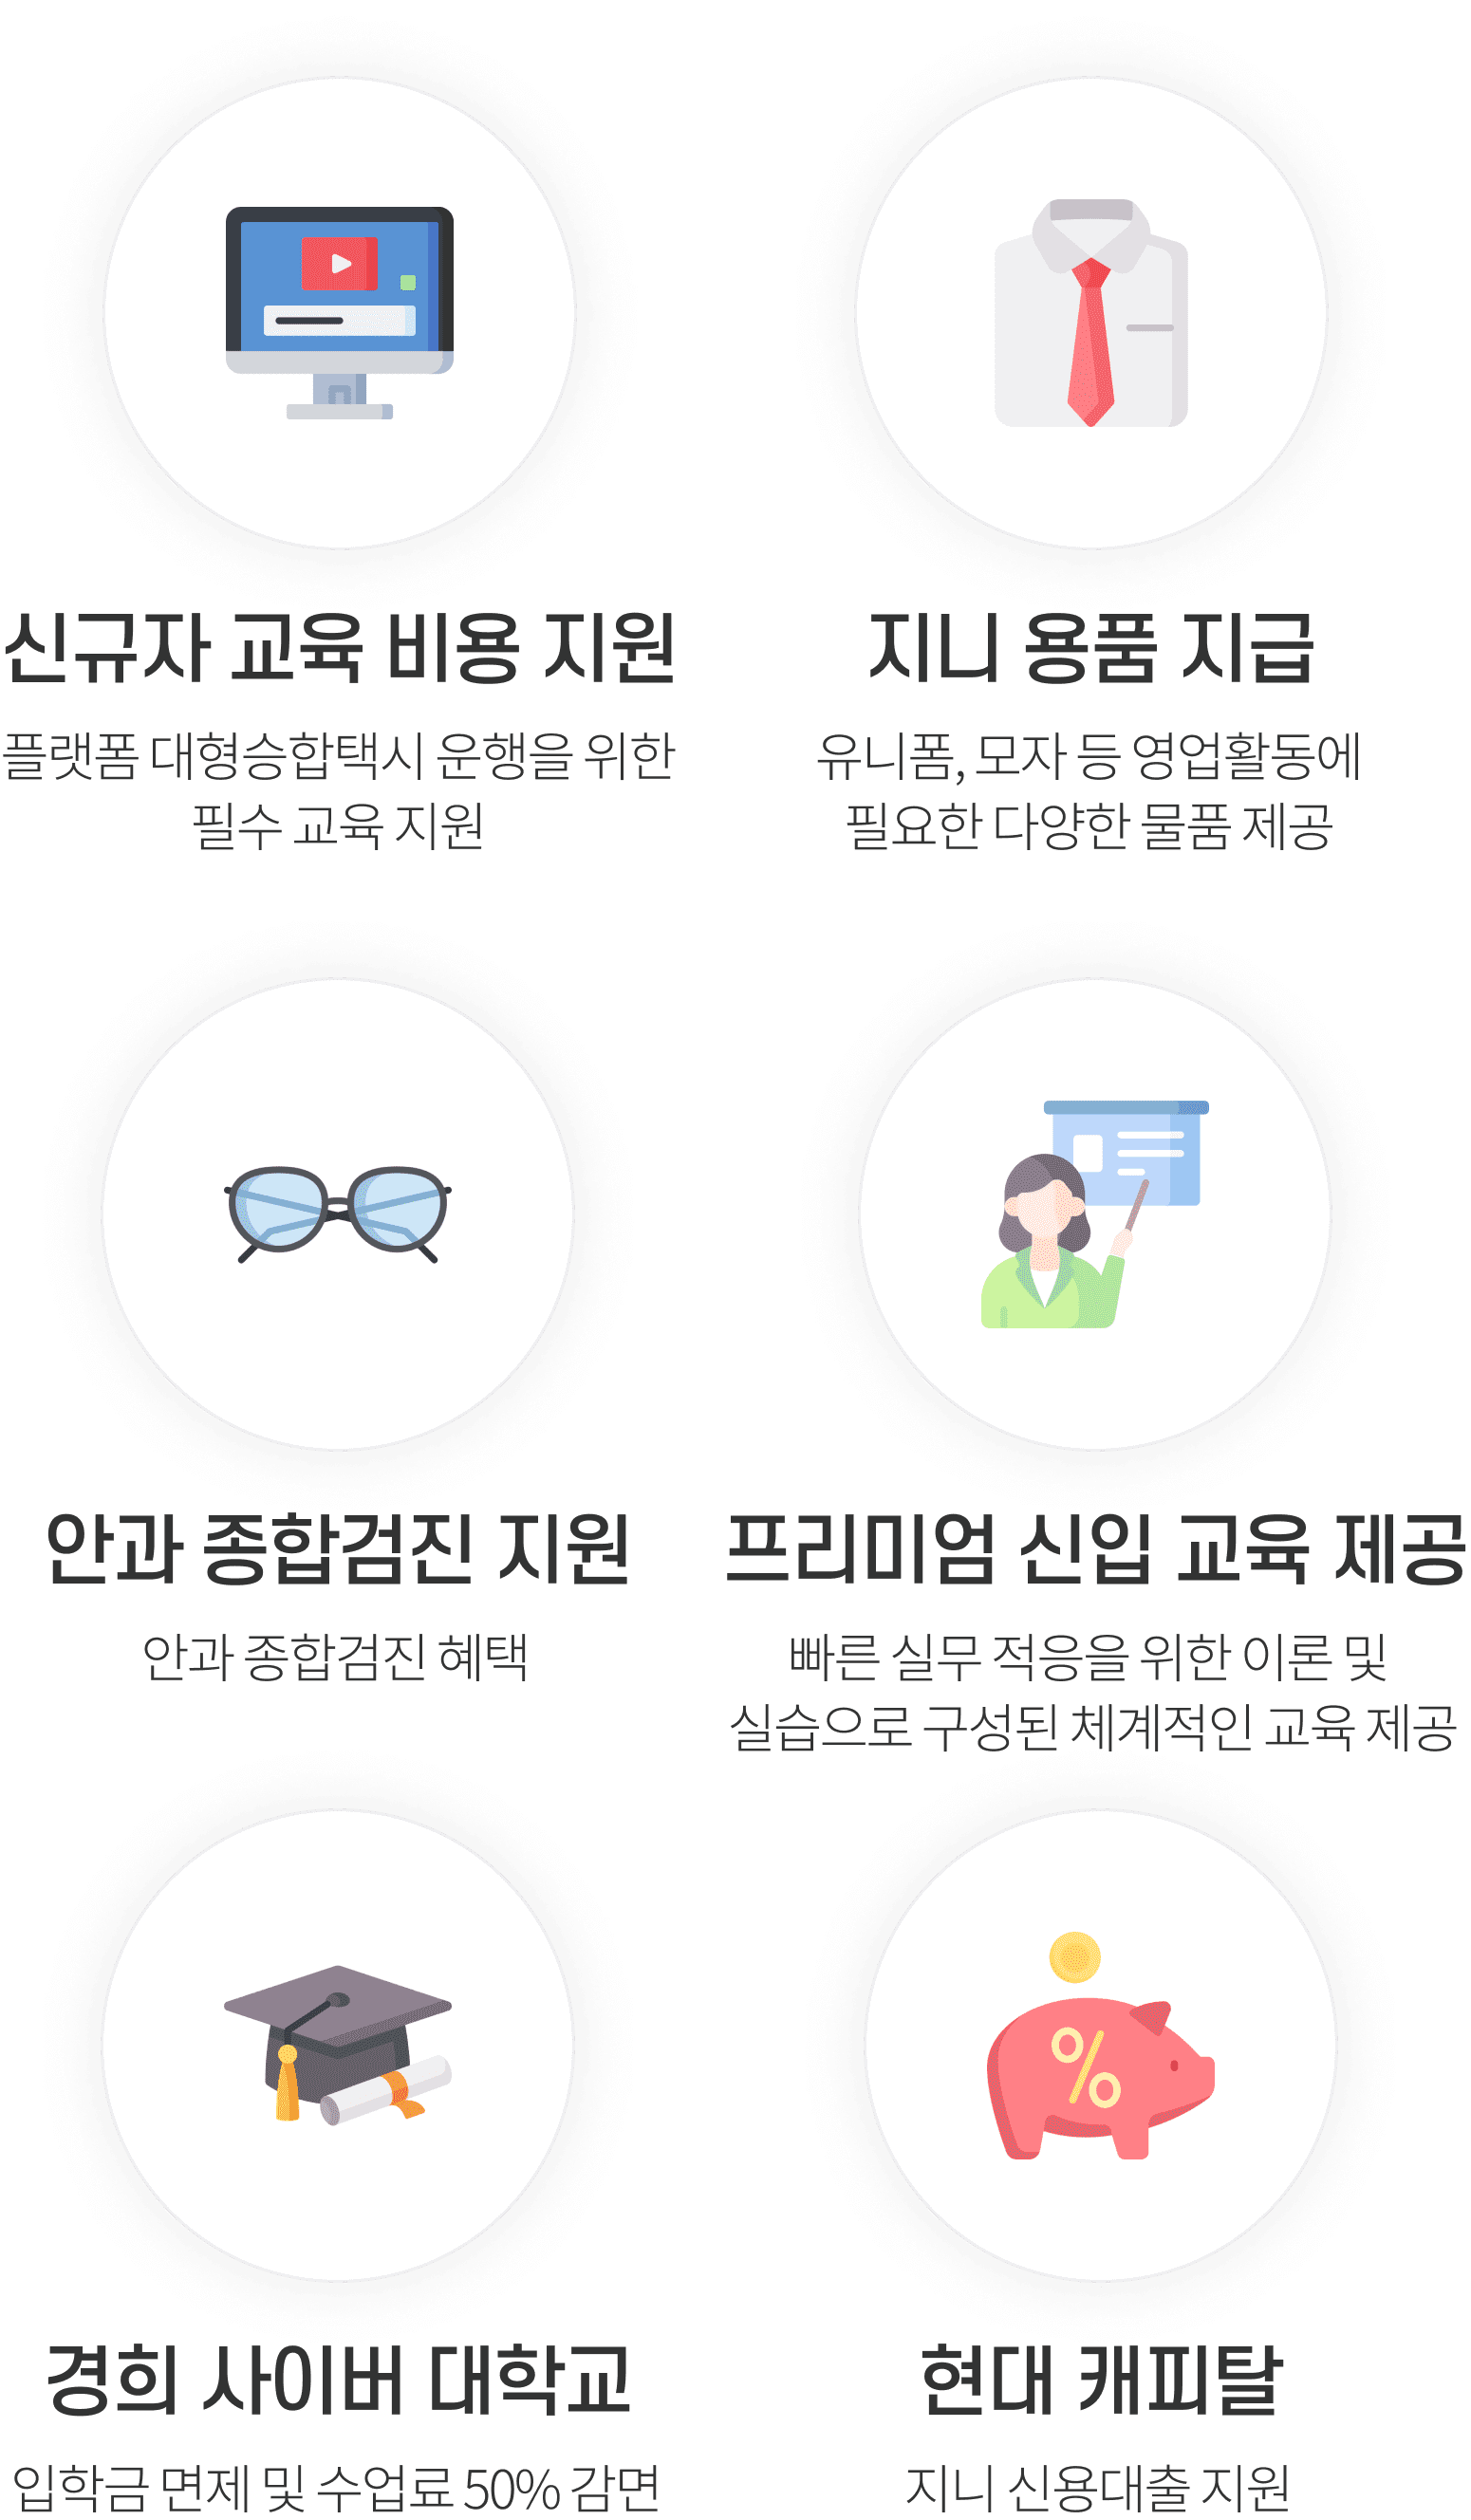 신규자 교육 비용 지원
플랫폼 대형승합택시 운행을 위한
필수 교육 지원
지니 용품 지급
유니폼, 모자 등 영업활동에
필요한 다양한 물품 제공
안과 종합검진 지원
안과 종합검진 혜택
프리미엄 신입 교육 제공
빠른 실무 적응을 위한 이론 및
실습으로 구성된 체계적인 교육 제공
경희 사이버 대학교
입학금 면제 및 수업료 50% 감면
현대 캐피탈
지니 신용대출 지원